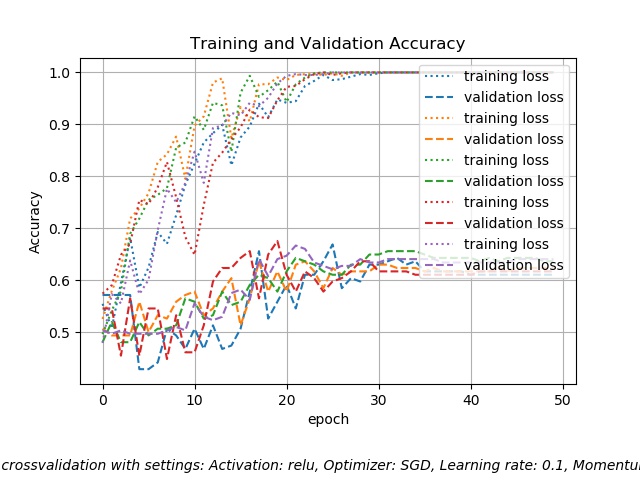 Training and Validation Accuracy
1.0
0.9
0.8
0.7
0.6
0.5
Accuracy
training loss
validation loss
training loss
validation loss
training loss
validation loss
training loss
validation loss
training loss
validation loss
0 10 20 30 40 50
epoch
crossvalidation with settings: Activation: relu, Optimizer: SGD, Learning rate: 0.1,